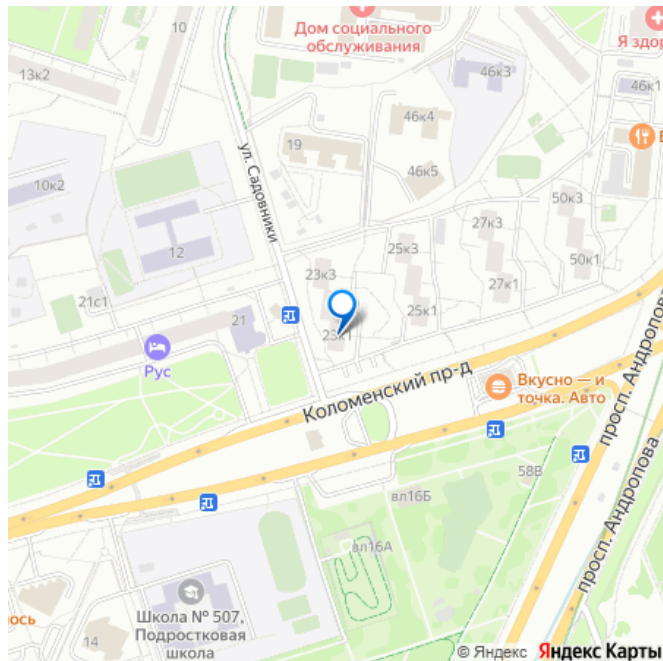 10
Дом социального
обслуживания
Я здор
13к2
46к3
46к1
46к4
ул. Садовники
19
46к5
10к2
50к3
12
27к3
25к3
50к1
23к3
27к1
21с1
21
25к1
23к1
Рус
просп. Андропова
Коломенский пр-д
Вкусно — и
точка. Авто
58В
вл16Б
просп. Андропова
вл16А
Школа № 507,
Подростковая
школа
ось
14
© Яндекс Яндекс Карты